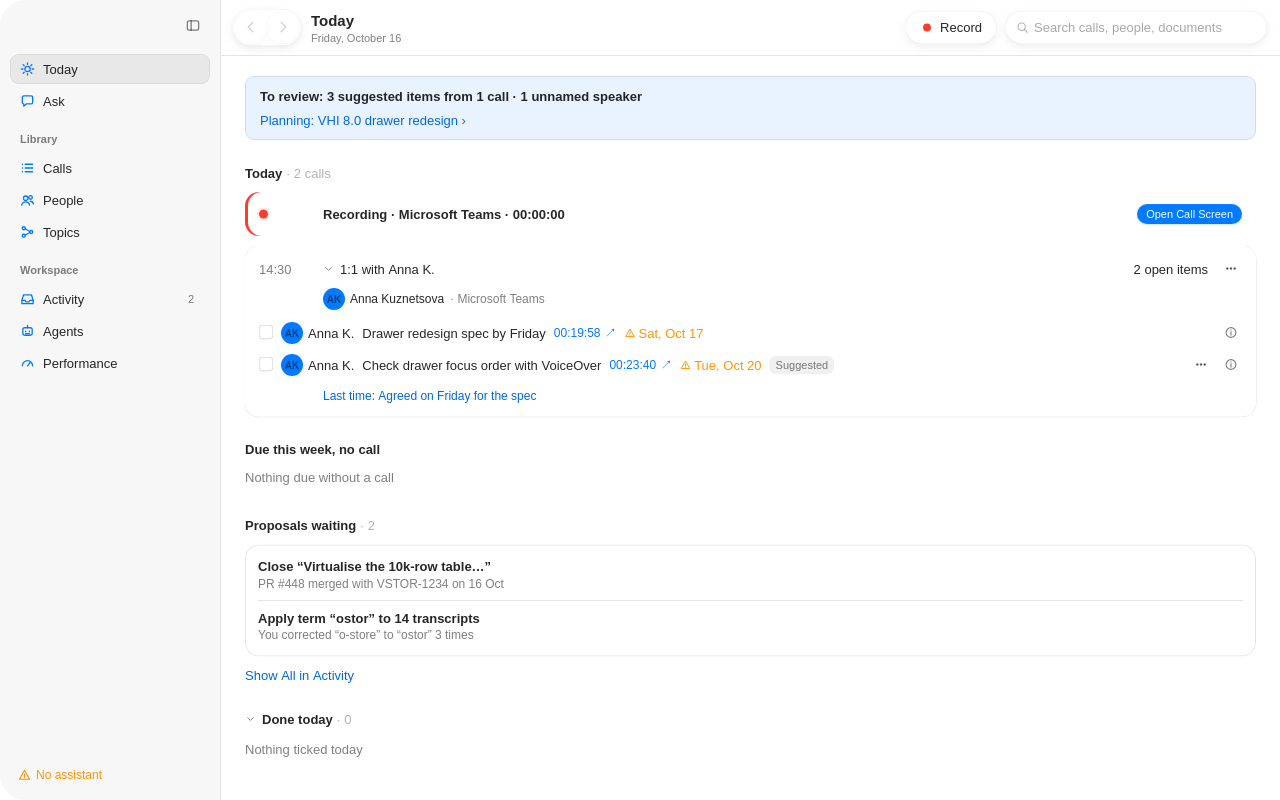 Today
Friday, October 16
Record
Search calls, people, documents
Today
Ask
Library
Calls
People
Topics
Workspace
Activity 2
Agents
Performance
No assistant
To review: 3 suggested items from 1 call · 1 unnamed speaker
Planning: VHI 8.0 drawer redesign ›
Today · 2 calls
Recording · Microsoft Teams · 00:00:00
Open Call Screen
14:30 1:1 with Anna K. 2 open items
AK Anna Kuznetsova · Microsoft Teams
AK Anna K. Drawer redesign spec by Friday 00:19:58 ↗ Sat, Oct 17
AK Anna K. Check drawer focus order with VoiceOver 00:23:40 ↗ Tue, Oct 20 Suggested
Last time: Agreed on Friday for the spec
Due this week, no call
Nothing due without a call
Proposals waiting · 2
Close “Virtualise the 10k-row table…”
PR #448 merged with VSTOR-1234 on 16 Oct
Apply term “ostor” to 14 transcripts
You corrected “o-store” to “ostor” 3 times
Show All in Activity
Done today · 0
Nothing ticked today